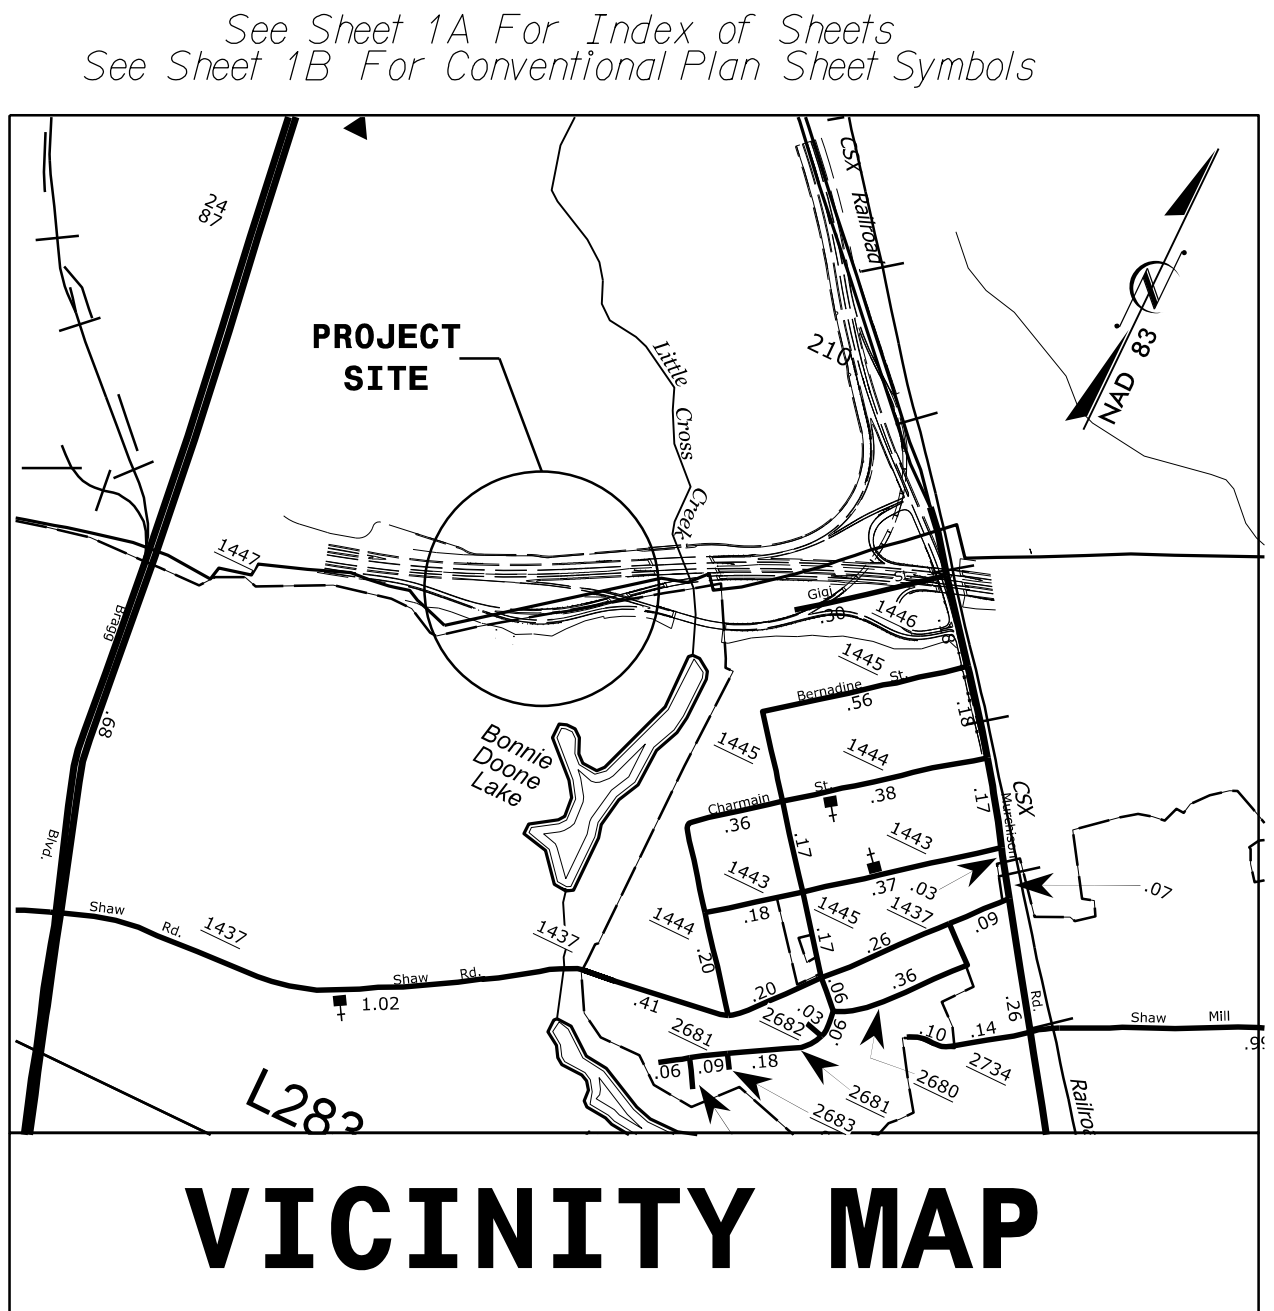 See Sheet 1A For Index of Sheets
See Sheet 1B For Conventional Plan Sheet Symbols
CSX Railroad
24
87
PROJECT
SITE
Little Cross Creek
210
NAD 83
1447
Gigi
St.
.30
1446
.18
Bragg
Blvd.
.68
1445
Bernadine St.
.56
.18
Bonnie
Doone
Lake
1445
1444
Charmain St.
.36
.38
.17
CSX
Murchison
Rd.
.17
1443
1443
.37
.03
.07
Shaw
Rd.
1437
1437
1444
.18
1445
1437
.09
.17
.26
.20
Shaw Rd.
1.02
.41
.20
.06
.36
.26
Shaw Mill
2681
2682
.03
.06
.10
.14
.06
.09
.18
2734
2680
2681
2683
L283
VICINITY MAP